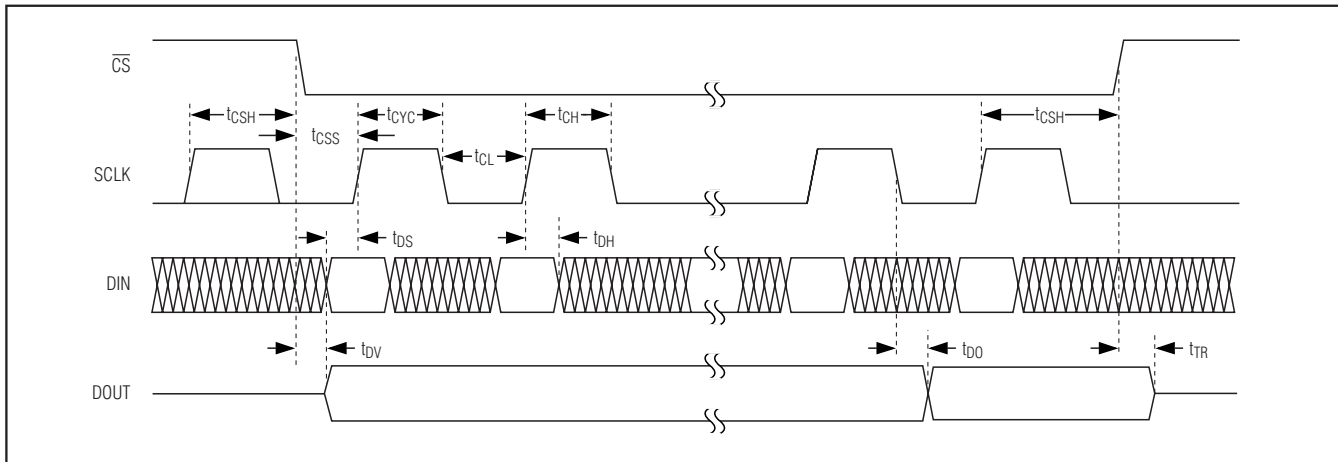 CS
tCSH
tCYC
tCH
tCSH
tCSS
tCL
SCLK
tDS
tDH
DIN
tDV
tDO
tTR
DOUT